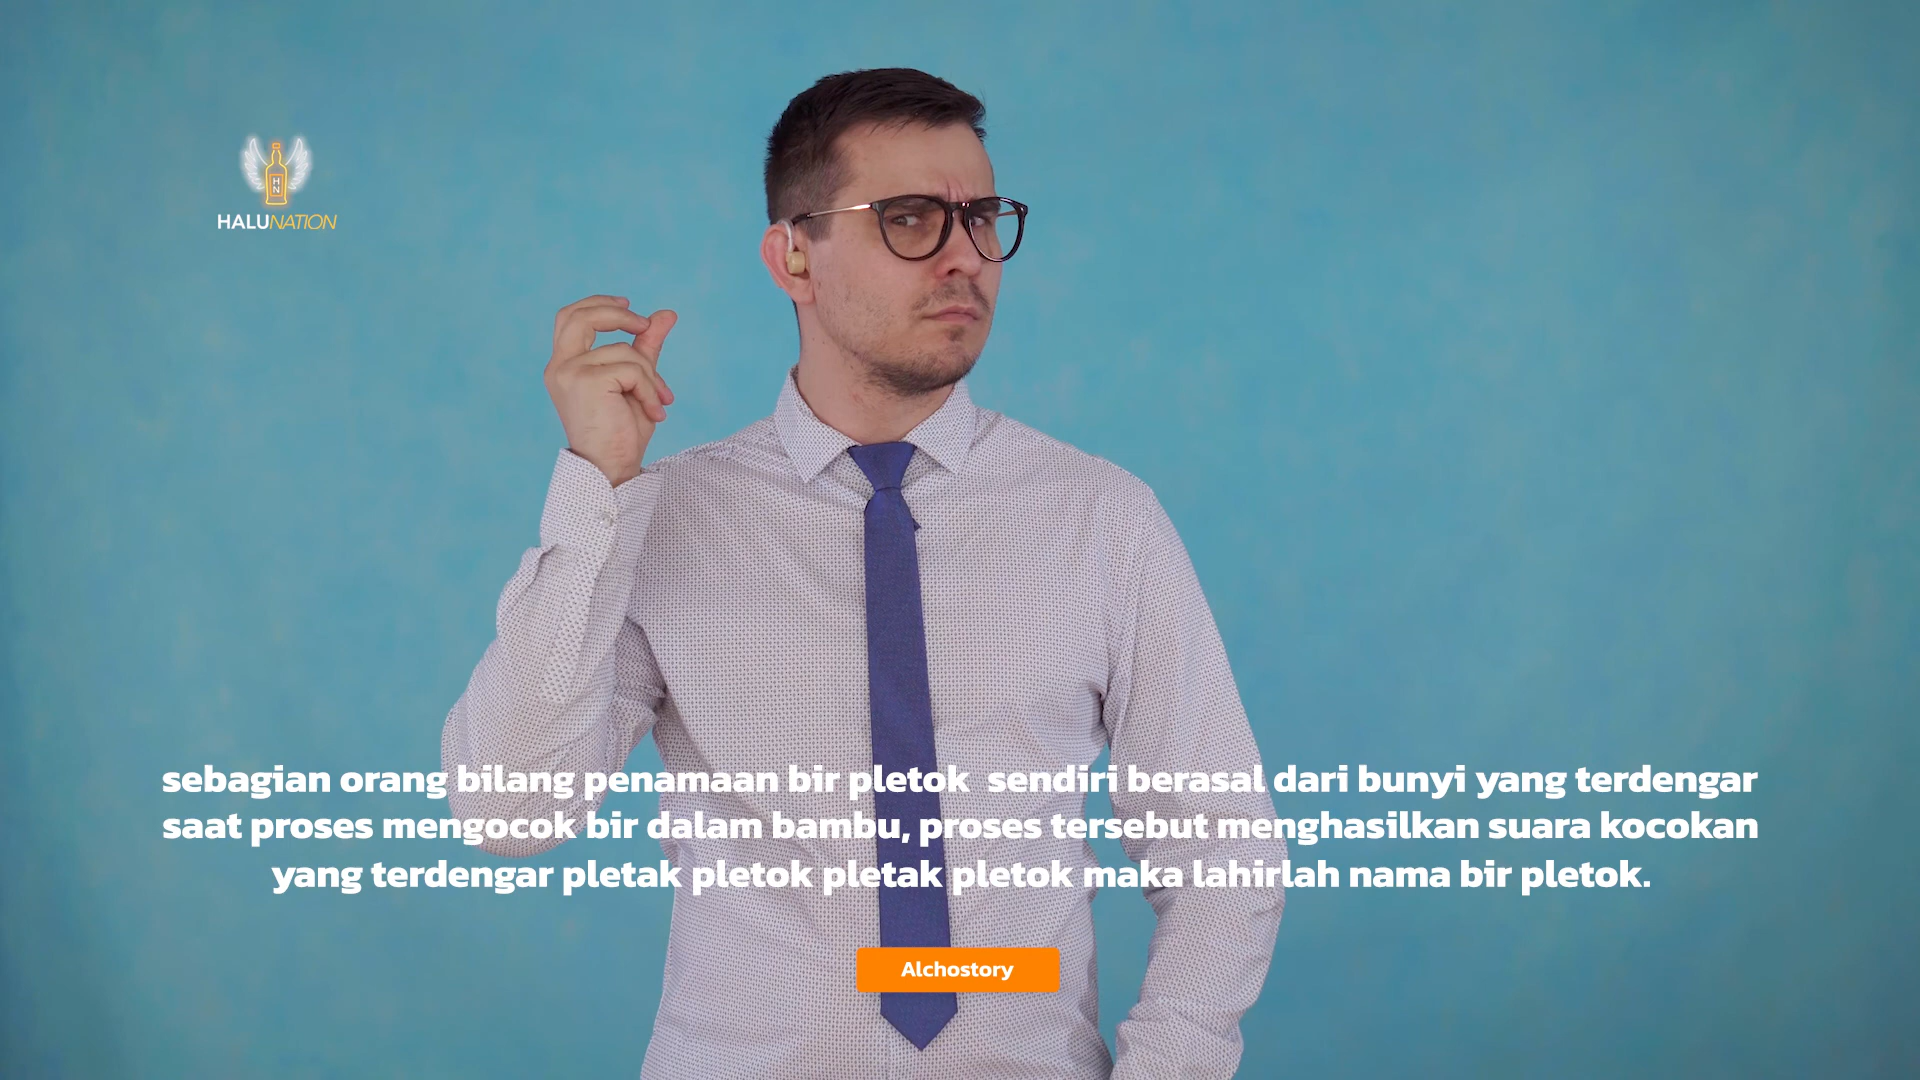 HN
HALUNATION
sebagian orang bilang penamaan bir pletok sendiri berasal dari bunyi yang terdengar
saat proses mengocok bir dalam bambu, proses tersebut menghasilkan suara kocokan
yang terdengar pletak pletok pletak pletok maka lahirlah nama bir pletok.
Alchostory